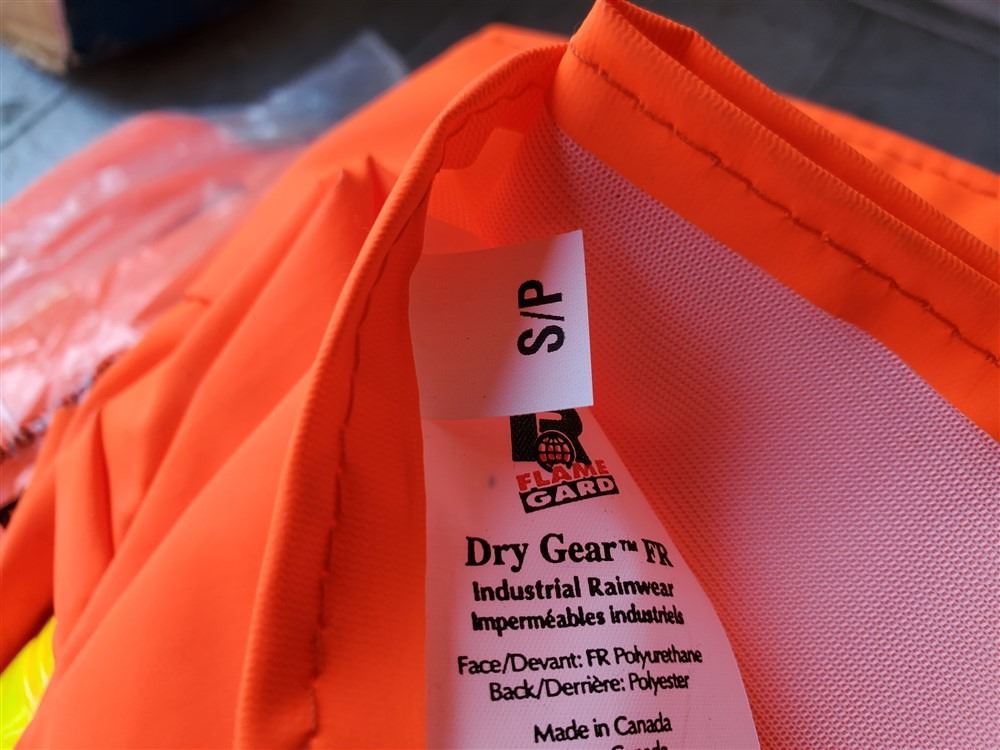 S/P
FLAME
GARD
Dry Gear™ FR
Industrial Rainwear
Imperméables industriels
Face/Devant: FR Polyurethane
Back/Derrière: Polyester
Made in Canada
Canada